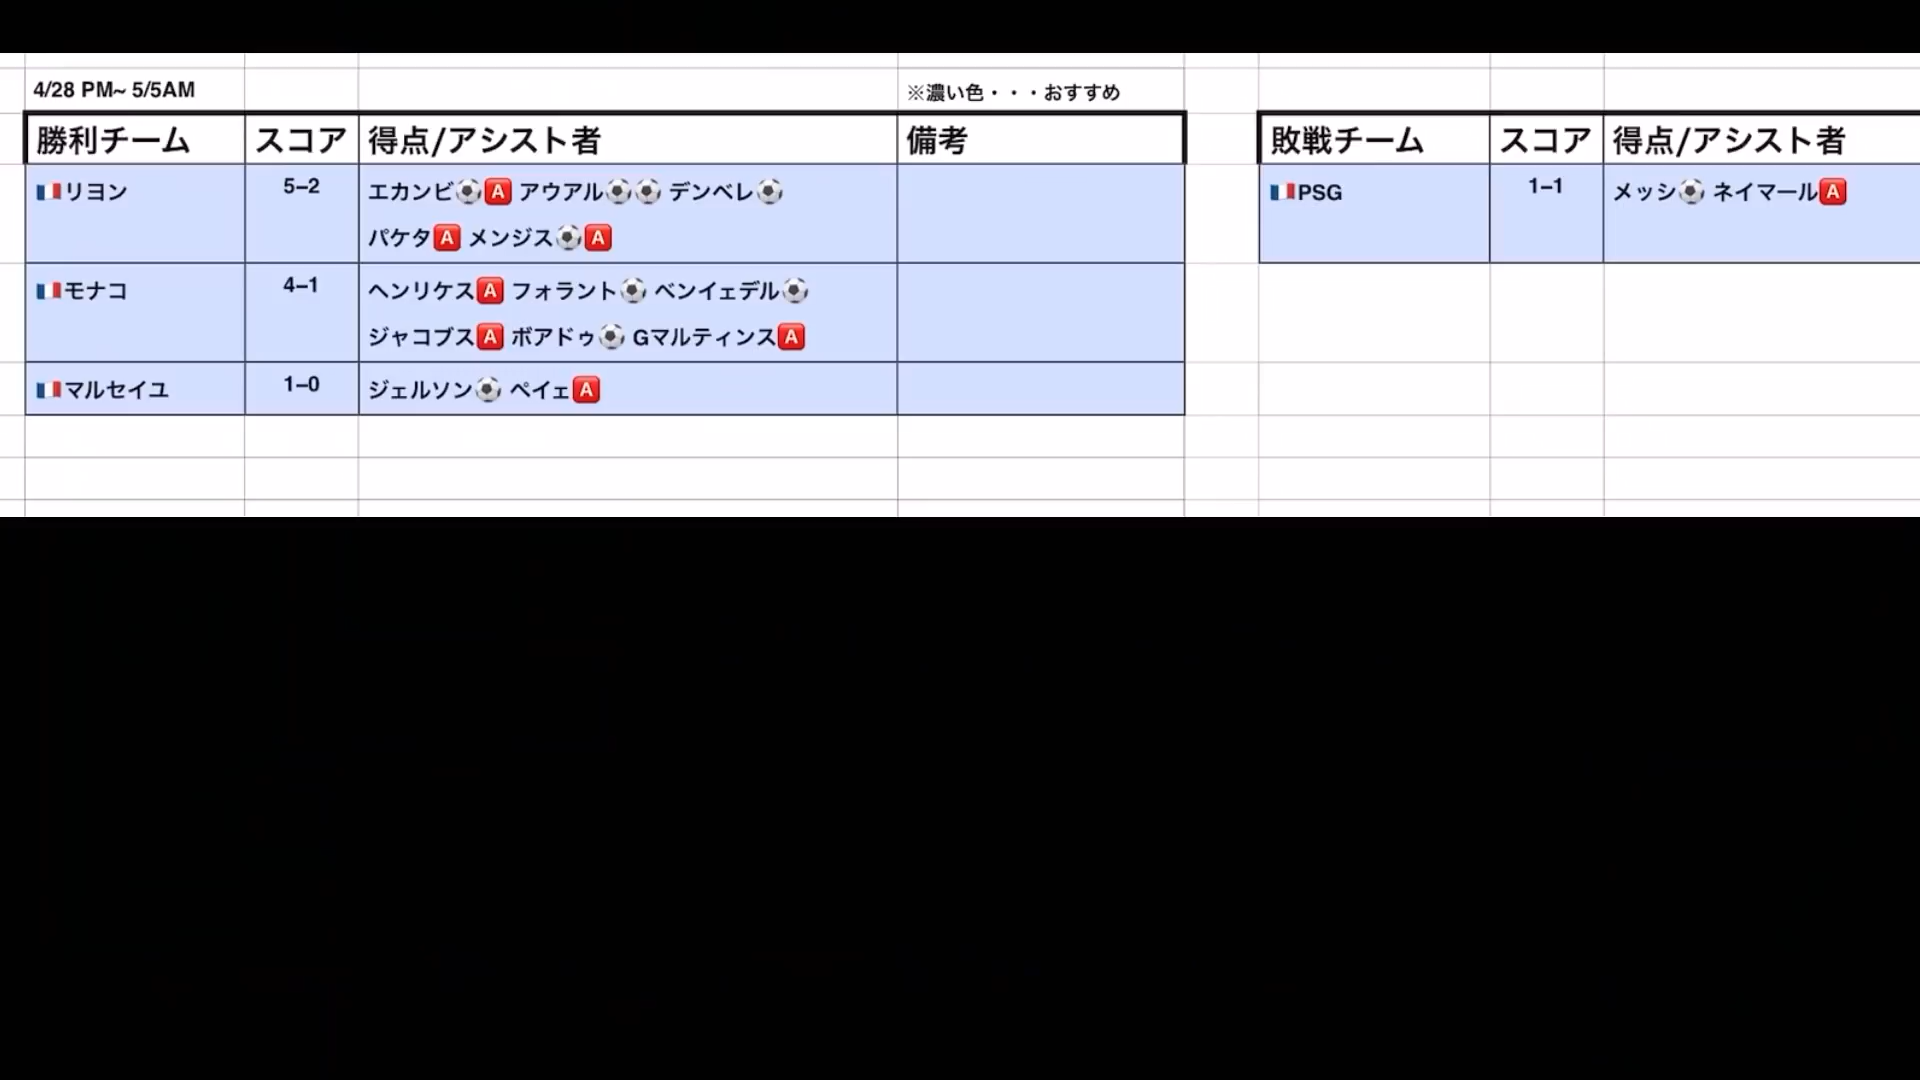 4/28 PM~ 5/5AM
※濃い色・・・おすすめ
勝利チーム スコア 得点/アシスト者 備考
🇫🇷リヨン 5–2 エカンビ⚽🅰 アウアル⚽⚽ デンベレ⚽
パケタ🅰 メンジス⚽🅰
🇫🇷モナコ 4–1 ヘンリケス🅰 フォラント⚽ ベンイェデル⚽
ジャコブス🅰 ボアドゥ⚽ Gマルティンス🅰
🇫🇷マルセイユ 1–0 ジェルソン⚽ ペイェ🅰
敗戦チーム スコア 得点/アシスト者
🇫🇷PSG 1–1 メッシ⚽ ネイマール🅰